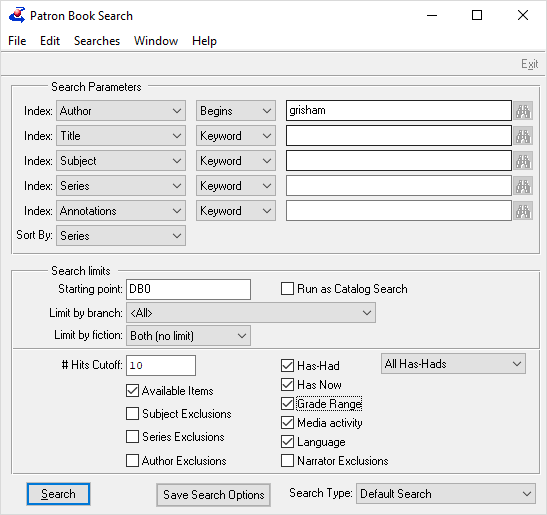 Patron Book Search
File Edit Searches Window Help
Exit
Search Parameters
Index: Author Begins grisham
Index: Title Keyword
Index: Subject Keyword
Index: Series Keyword
Index: Annotations Keyword
Sort By: Series
Search limits
Starting point: DB0 Run as Catalog Search
Limit by branch: <All>
Limit by fiction: Both (no limit)
# Hits Cutoff: 10 Has-Had All Has-Hads
Has Now
Available Items Grade Range
Subject Exclusions Media activity
Series Exclusions Language
Author Exclusions Narrator Exclusions
Search Save Search Options Search Type: Default Search